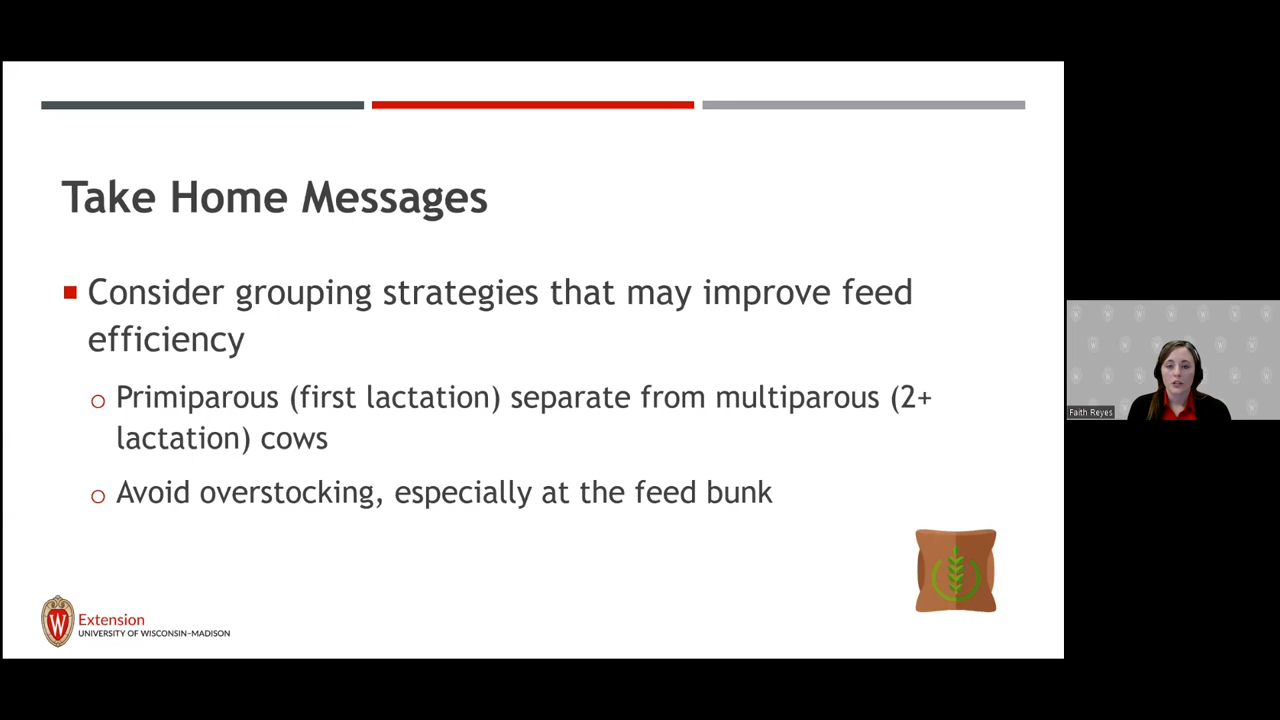 Take Home Messages
Consider grouping strategies that may improve feed
efficiency
Primiparous (first lactation) separate from multiparous (2+
lactation) cows
Avoid overstocking, especially at the feed bunk
W
Extension
UNIVERSITY OF WISCONSIN–MADISON
Faith Reyes